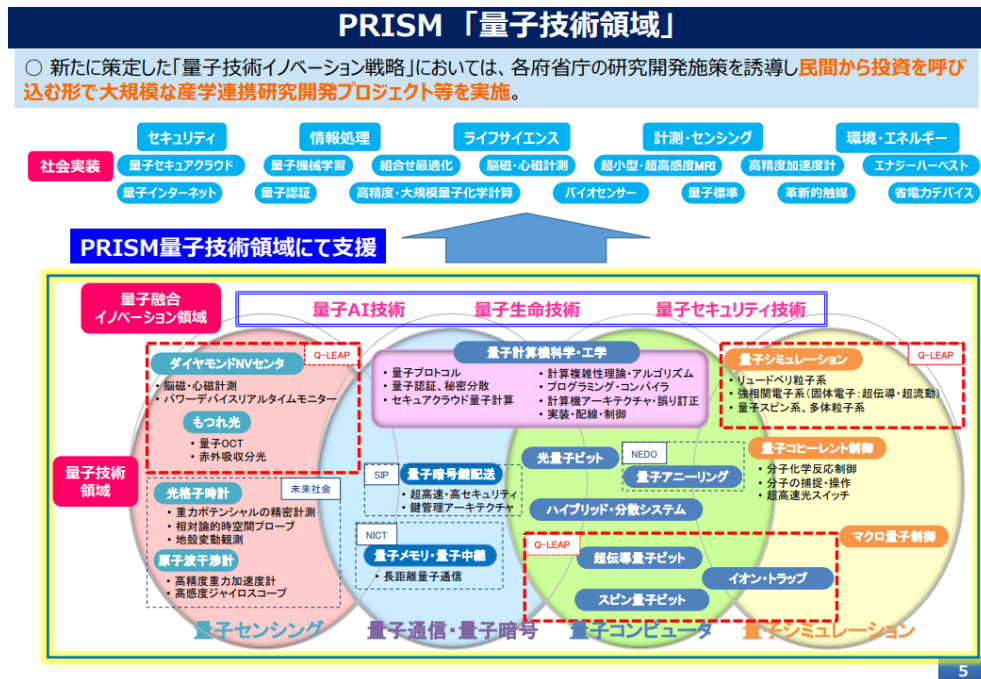 PRISM「量子技術領域」
○ 新たに策定した「量子技術イノベーション戦略」においては、各府省庁の研究開発施策を誘導し民間から投資を呼び
込む形で大規模な産学連携研究開発プロジェクト等を実施。
セキュリティ
情報処理
ライフサイエンス
計測・センシング
環境・エネルギー
社会実装
量子セキュアクラウド
量子機械学習
組合せ最適化
脳磁・心磁計測
超小型・超高感度MRI
高精度加速度計
エナジーハーベスト
量子インターネット
量子認証
高精度・大規模量子化学計算
バイオセンサー
量子標準
革新的触媒
省電力デバイス
PRISM量子技術領域にて支援
量子融合
イノベーション領域
量子AI技術
量子生命技術
量子セキュリティ技術
量子技術
領域
Q-LEAP
ダイヤモンドNVセンタ
・脳磁・心磁計測
・パワーデバイスリアルタイムモニター
もつれ光
・量子OCT
・赤外吸収分光
未来社会
光格子時計
・重力ポテンシャルの精密計測
・相対論的時空間プローブ
・地殻変動観測
原子波干渉計
・高精度重力加速度計
・高感度ジャイロスコープ
量子センシング
量子計算機科学・工学
・量子プロトコル
・量子認証、秘密分散
・セキュアクラウド量子計算
・計算複雑性理論・アルゴリズム
・プログラミング・コンパイラ
・計算機アーキテクチャ・誤り訂正
・実装・配線・制御
SIP
量子暗号鍵配送
・超高速・高セキュリティ
・鍵管理アーキテクチャ
NICT
量子メモリ・量子中継
・長距離量子通信
量子通信・量子暗号
光量子ビット
NEDO
量子アニーリング
ハイブリッド・分散システム
Q-LEAP
超伝導量子ビット
イオン・トラップ
スピン量子ビット
量子コンピュータ
量子シミュレーション
Q-LEAP
・リュードベリ粒子系
・強相関電子系(固体電子:超伝導・超流動)
・量子スピン系、多体粒子系
量子コヒーレント制御
・分子化学反応制御
・分子の捕捉・操作
・超高速光スイッチ
マクロ量子制御
量子シミュレーション
5